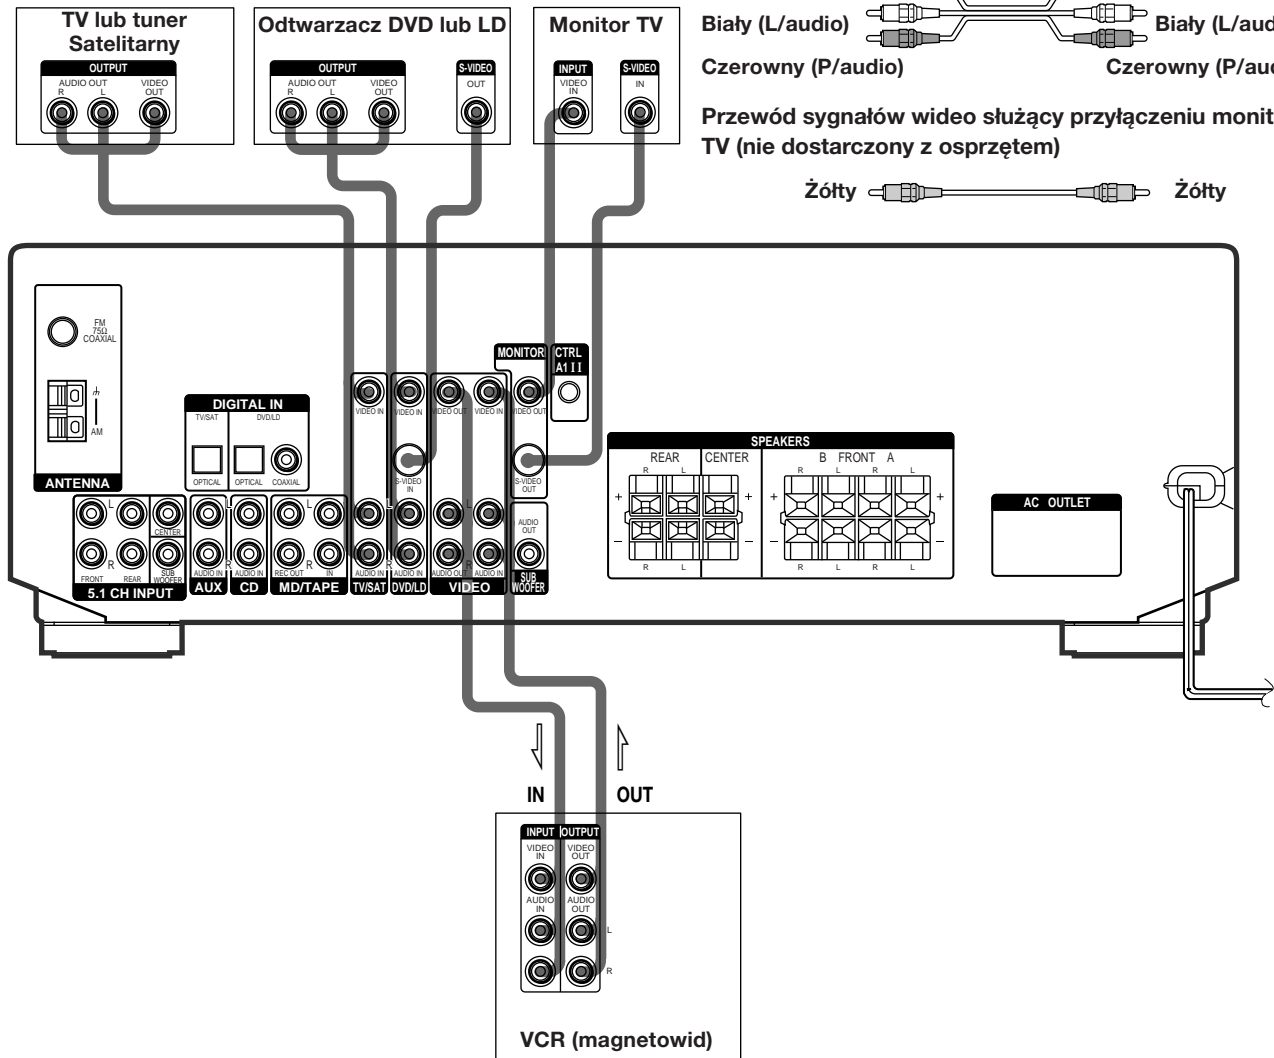 TV lub tuner
Satelitarny
OUTPUT
AUDIO OUT
VIDEO
OUT
R L
Odtwarzacz DVD lub LD
OUTPUT
AUDIO OUT
VIDEO
OUT
R L
S-VIDEO
OUT
Monitor TV
INPUT
VIDEO
IN
S-VIDEO
IN
Biały (L/audio)
Biały (L/aud
Czerowny (P/audio)
Czerowny (P/aud
Przewód sygnałów wideo służący przyłączeniu monit
TV (nie dostarczony z osprzętem)
Żółty
Żółty
FM
75Ω
COAXIAL
AM
ANTENNA
DIGITAL IN
TV/SAT
DVD/LD
OPTICAL
OPTICAL
COAXIAL
MONITOR
CTRL
A1 II
VIDEO IN
VIDEO IN
VIDEO OUT
VIDEO IN
VIDEO OUT
S-VIDEO
IN
S-VIDEO
OUT
AUDIO
OUT
L
L
L
L
L
CENTER
R
R
R
R
R
FRONT
REAR
SUB
WOOFER
AUDIO IN
AUDIO IN
REC OUT
IN
AUDIO IN
AUDIO IN
AUDIO OUT
AUDIO IN
5.1 CH INPUT
AUX
CD
MD/TAPE
TV/SAT
DVD/LD
VIDEO
SUB
WOOFER
SPEAKERS
REAR
CENTER
B FRONT A
R L
R L R L
+ +
+ +
– –
– –
R L
R L R L
AC OUTLET
IN
OUT
INPUT
OUTPUT
VIDEO
IN
VIDEO
OUT
AUDIO
IN
AUDIO
OUT
L
R
VCR (magnetowid)